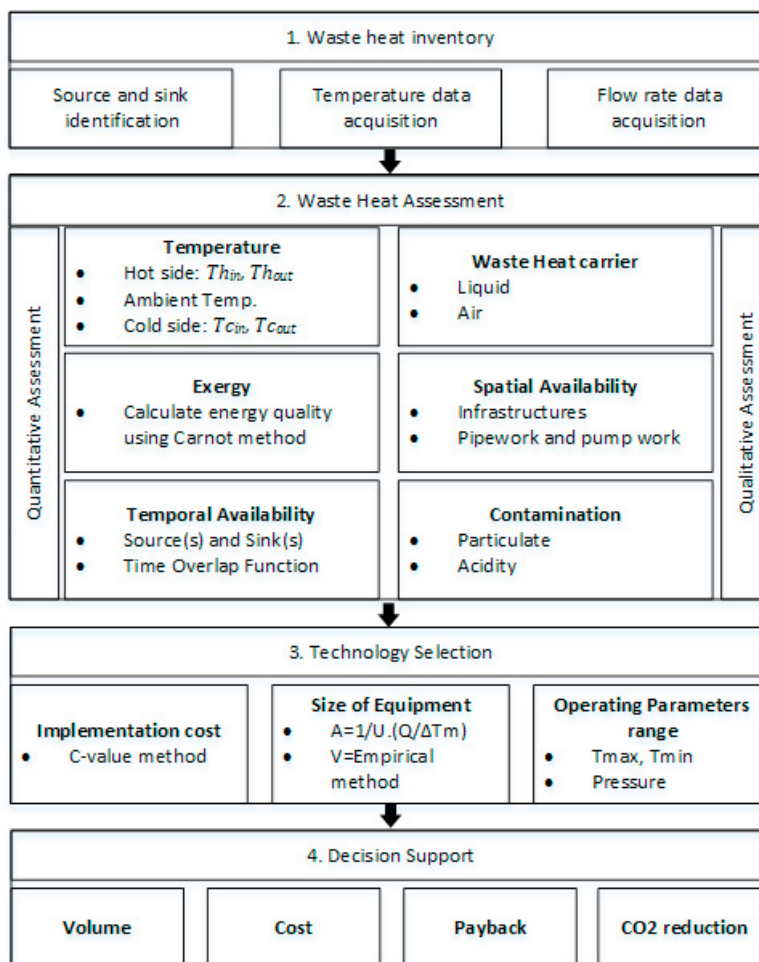 1. Waste heat inventory
Source and sink
identification
Temperature data
acquisition
Flow rate data
acquisition
2. Waste Heat Assessment
Quantitative Assessment
Temperature
• Hot side: Thin, Thout
• Ambient Temp.
• Cold side: Tcin, Tcout
Waste Heat carrier
• Liquid
• Air
Exergy
• Calculate energy quality
using Carnot method
Spatial Availability
• Infrastructures
• Pipework and pump work
Temporal Availability
• Source(s) and Sink(s)
• Time Overlap Function
Contamination
• Particulate
• Acidity
Qualitative Assessment
3. Technology Selection
Implementation cost
• C-value method
Size of Equipment
• A=1/U.(Q/ΔTm)
• V=Empirical
method
Operating Parameters
range
• Tmax, Tmin
• Pressure
4. Decision Support
Volume
Cost
Payback
CO2 reduction